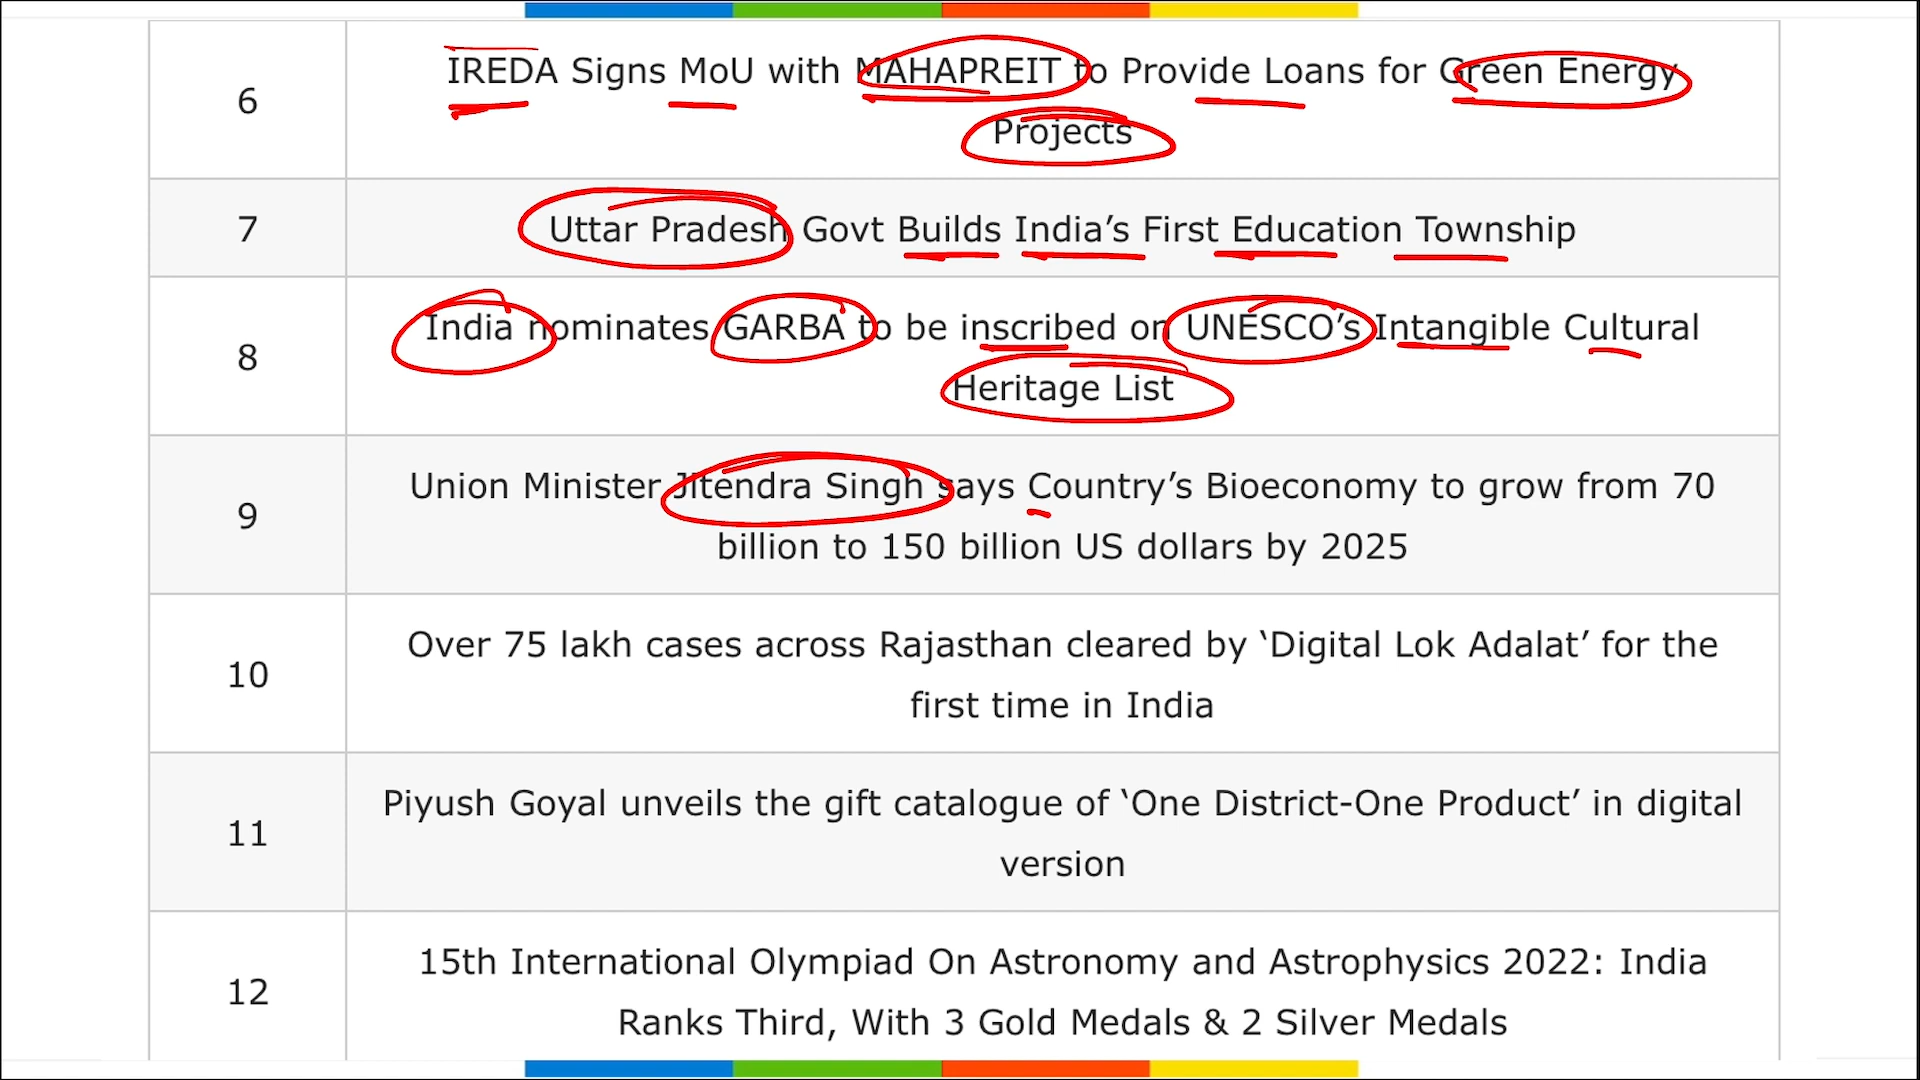 6
IREDA Signs MoU with MAHAPREIT to Provide Loans for Green Energy
Projects
7
Uttar Pradesh Govt Builds India’s First Education Township
8
India nominates GARBA to be inscribed on UNESCO’s Intangible Cultural
Heritage List
9
Union Minister Jitendra Singh says Country’s Bioeconomy to grow from 70
billion to 150 billion US dollars by 2025
10
Over 75 lakh cases across Rajasthan cleared by ‘Digital Lok Adalat’ for the
first time in India
11
Piyush Goyal unveils the gift catalogue of ‘One District-One Product’ in digital
version
12
15th International Olympiad On Astronomy and Astrophysics 2022: India
Ranks Third, With 3 Gold Medals & 2 Silver Medals